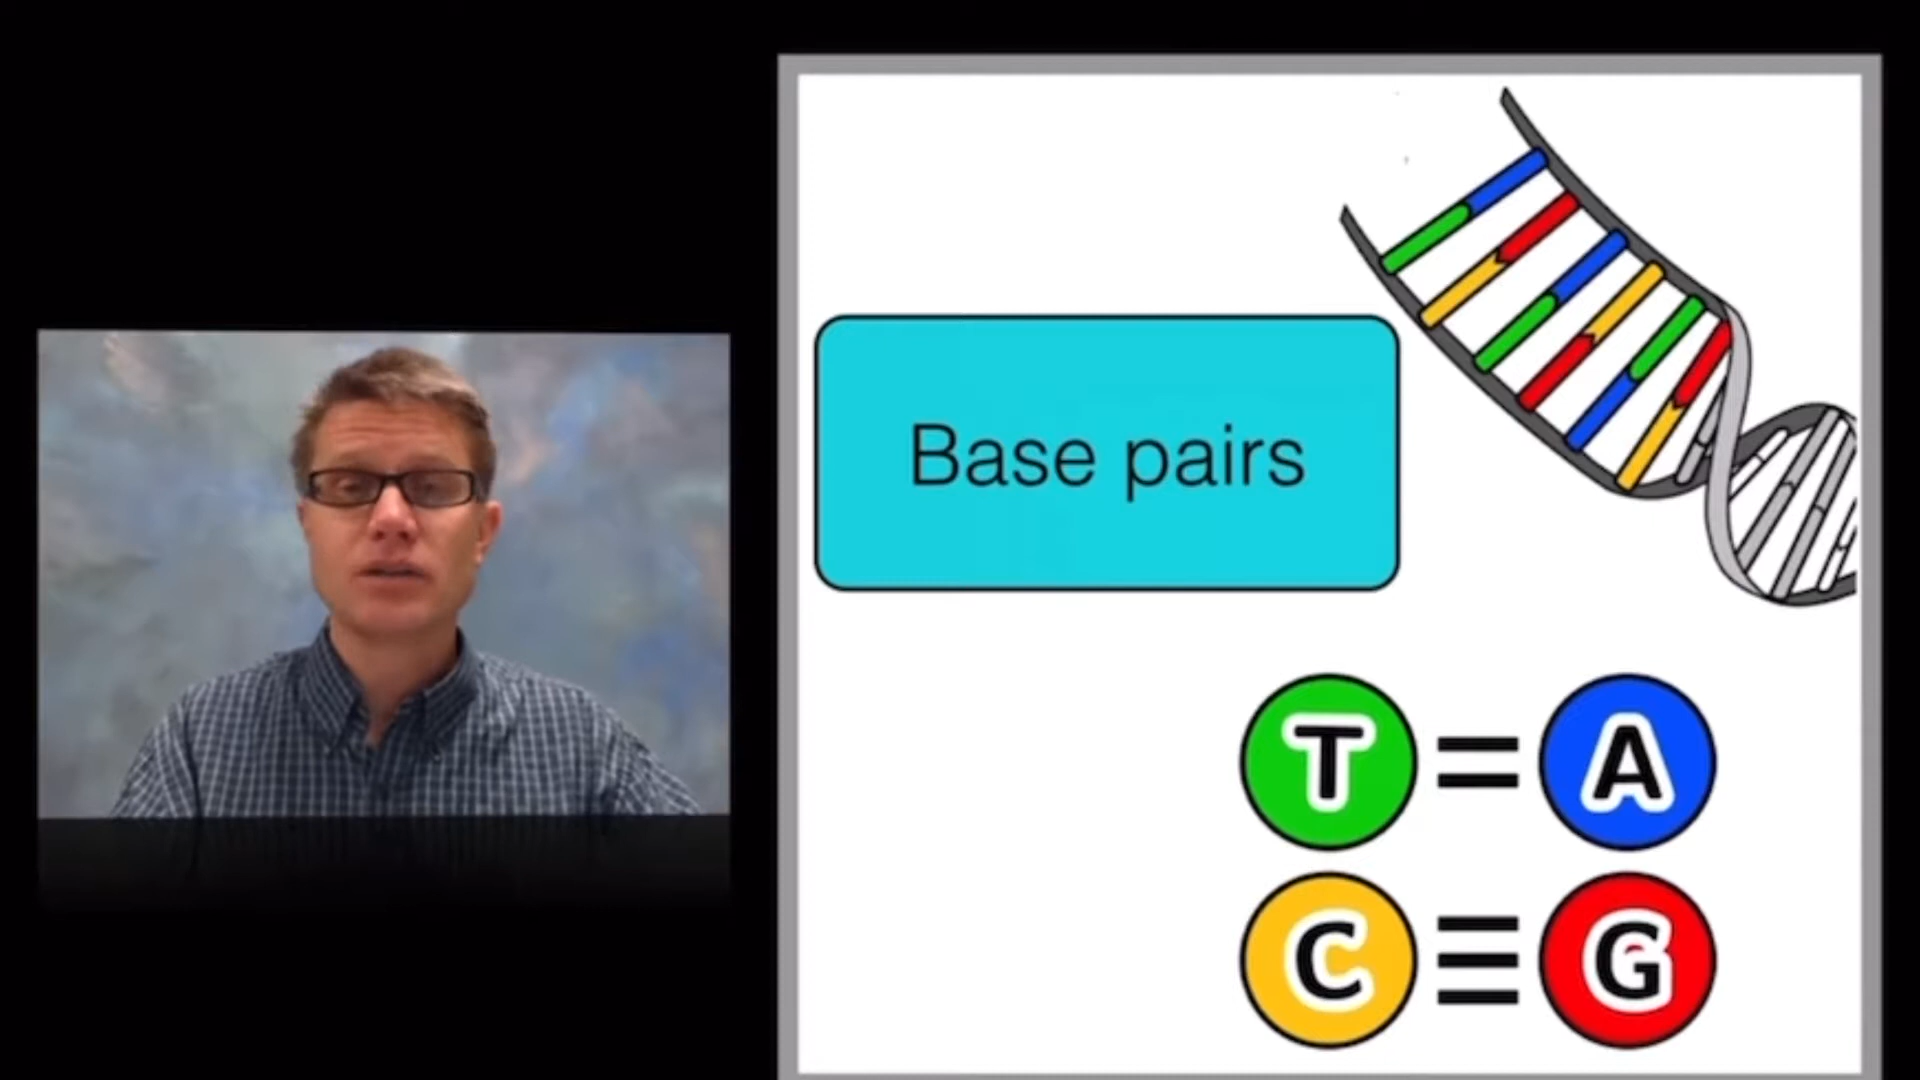 Base pairs
T = A
C ≡ G